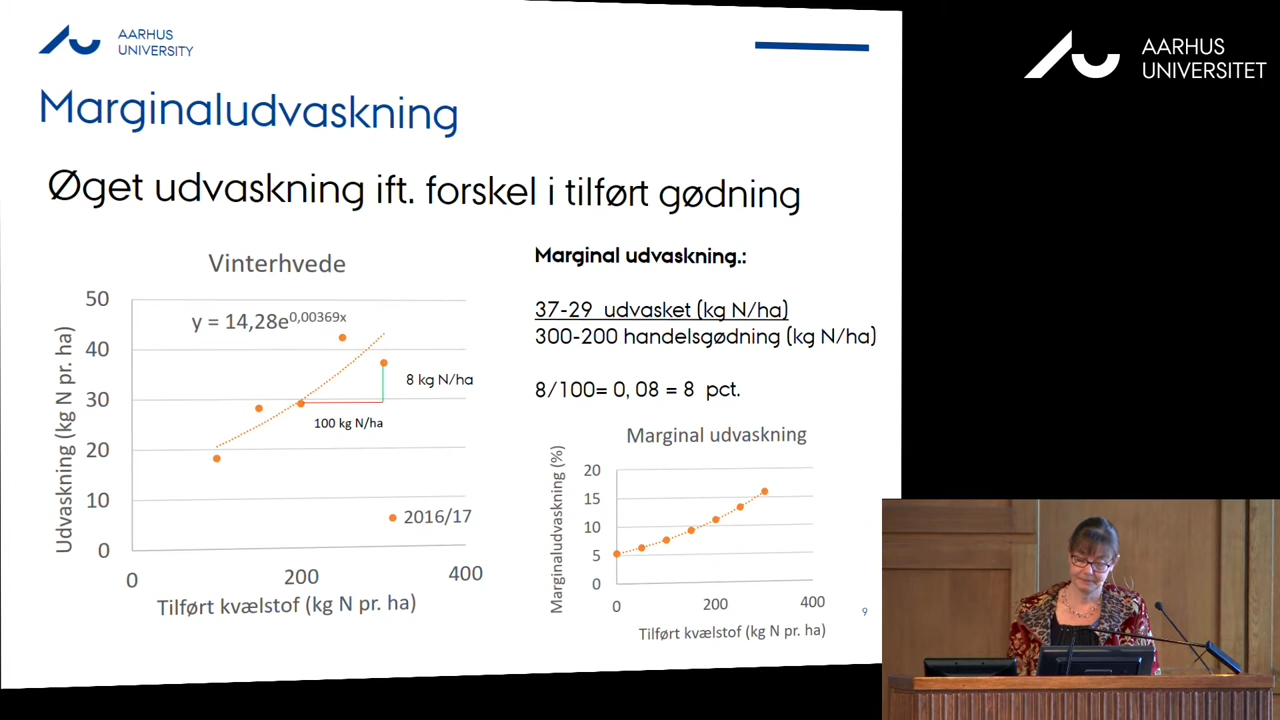 AARHUS
UNIVERSITY
AARHUS
UNIVERSITET
Marginaludvaskning
Øget udvaskning ift. forskel i tilført gødning
Vinterhvede
y = 14,28e^0,00369x
Udvaskning (kg N pr. ha)
50
40
30
20
10
0
8 kg N/ha
100 kg N/ha
2016/17
0
200
400
Tilført kvælstof (kg N pr. ha)
Marginal udvaskning.:
37-29 udvasket (kg N/ha)
300-200 handelsgødning (kg N/ha)
8/100= 0, 08 = 8 pct.
Marginal udvaskning
Marginaludvaskning (%)
20
15
10
5
0
0
200
400
Tilført kvælstof (kg N pr. ha)
9